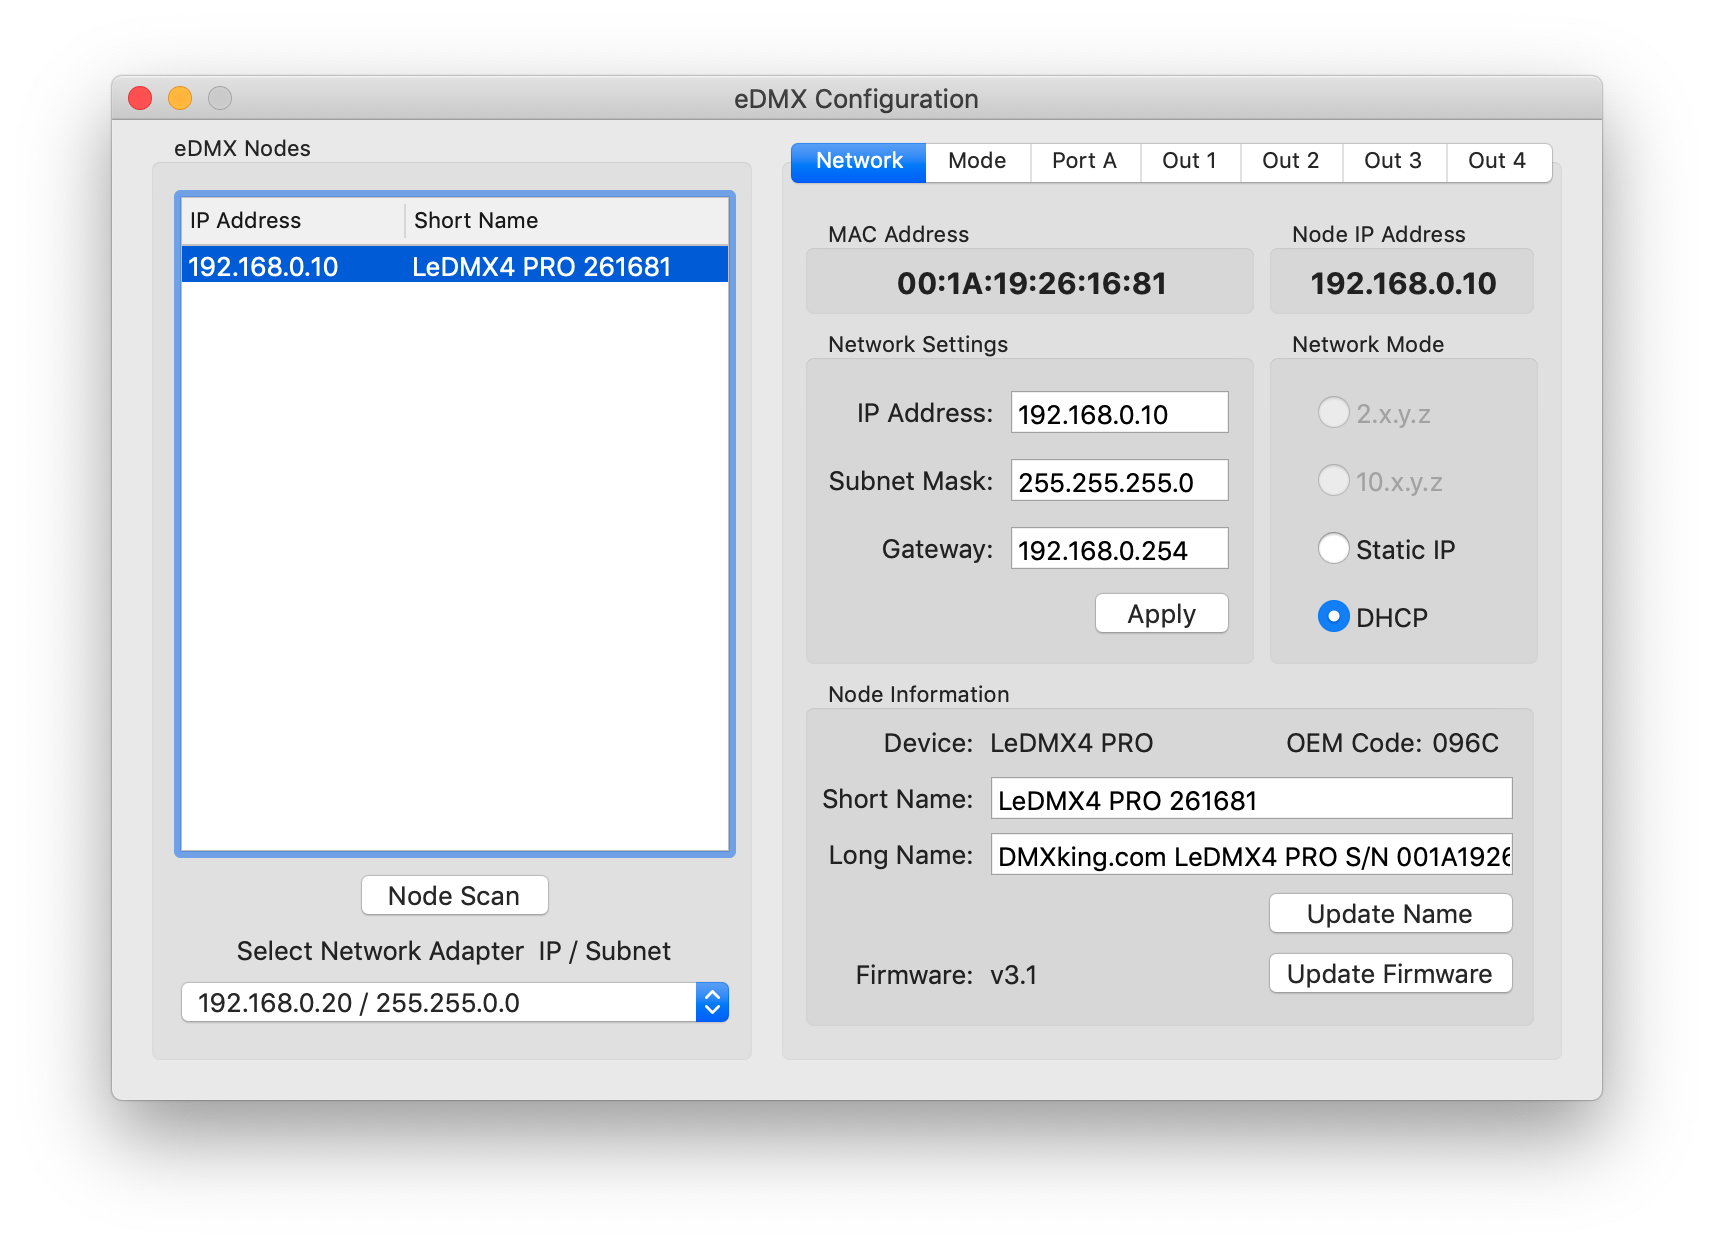 eDMX Configuration
eDMX Nodes
IP Address Short Name
192.168.0.10 LeDMX4 PRO 261681
Node Scan
Select Network Adapter IP / Subnet
192.168.0.20 / 255.255.0.0
Network Mode Port A Out 1 Out 2 Out 3 Out 4
MAC Address
00:1A:19:26:16:81
Node IP Address
192.168.0.10
Network Settings
IP Address: 192.168.0.10
Subnet Mask: 255.255.255.0
Gateway: 192.168.0.254
Apply
Network Mode
2.x.y.z
10.x.y.z
Static IP
DHCP
Node Information
Device: LeDMX4 PRO OEM Code: 096C
Short Name: LeDMX4 PRO 261681
Long Name: DMXking.com LeDMX4 PRO S/N 001A1926
Update Name
Firmware: v3.1 Update Firmware